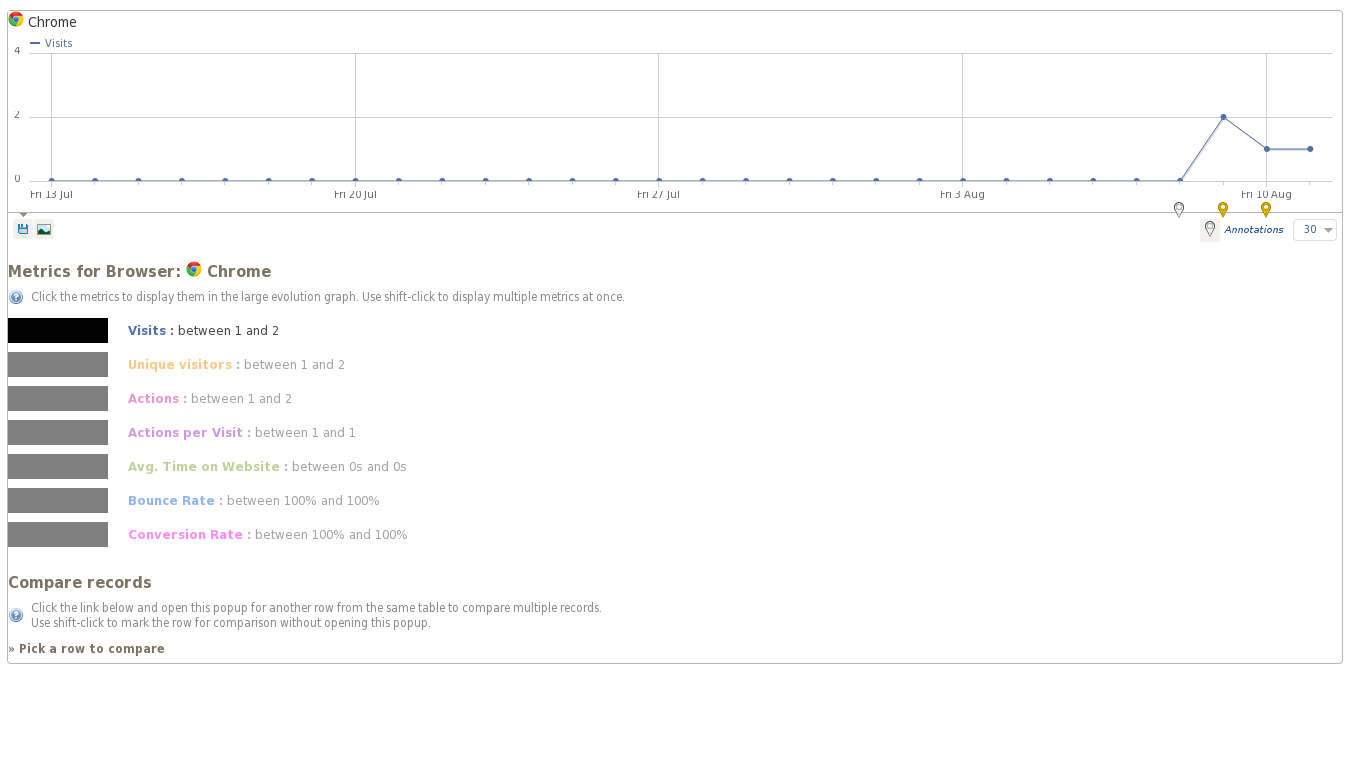 Chrome
Visits
4
2
0
Fri 13 Jul
Fri 20 Jul
Fri 27 Jul
Fri 3 Aug
Fri 10 Aug
Annotations
30
Metrics for Browser: Chrome
Click the metrics to display them in the large evolution graph. Use shift-click to display multiple metrics at once.
Visits : between 1 and 2
Unique visitors : between 1 and 2
Actions : between 1 and 2
Actions per Visit : between 1 and 1
Avg. Time on Website : between 0s and 0s
Bounce Rate : between 100% and 100%
Conversion Rate : between 100% and 100%
Compare records
Click the link below and open this popup for another row from the same table to compare multiple records.
Use shift-click to mark the row for comparison without opening this popup.
» Pick a row to compare